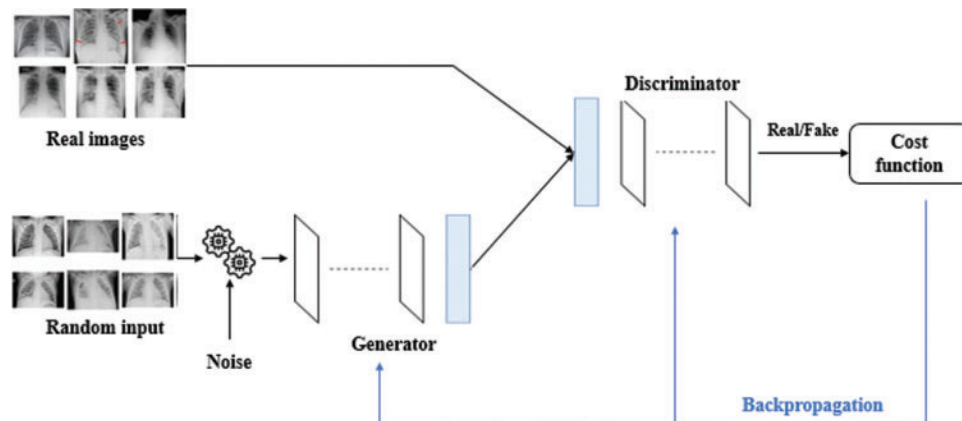 Real images
Discriminator
Real/Fake
Cost
function
Random input
Noise
Generator
Backpropagation